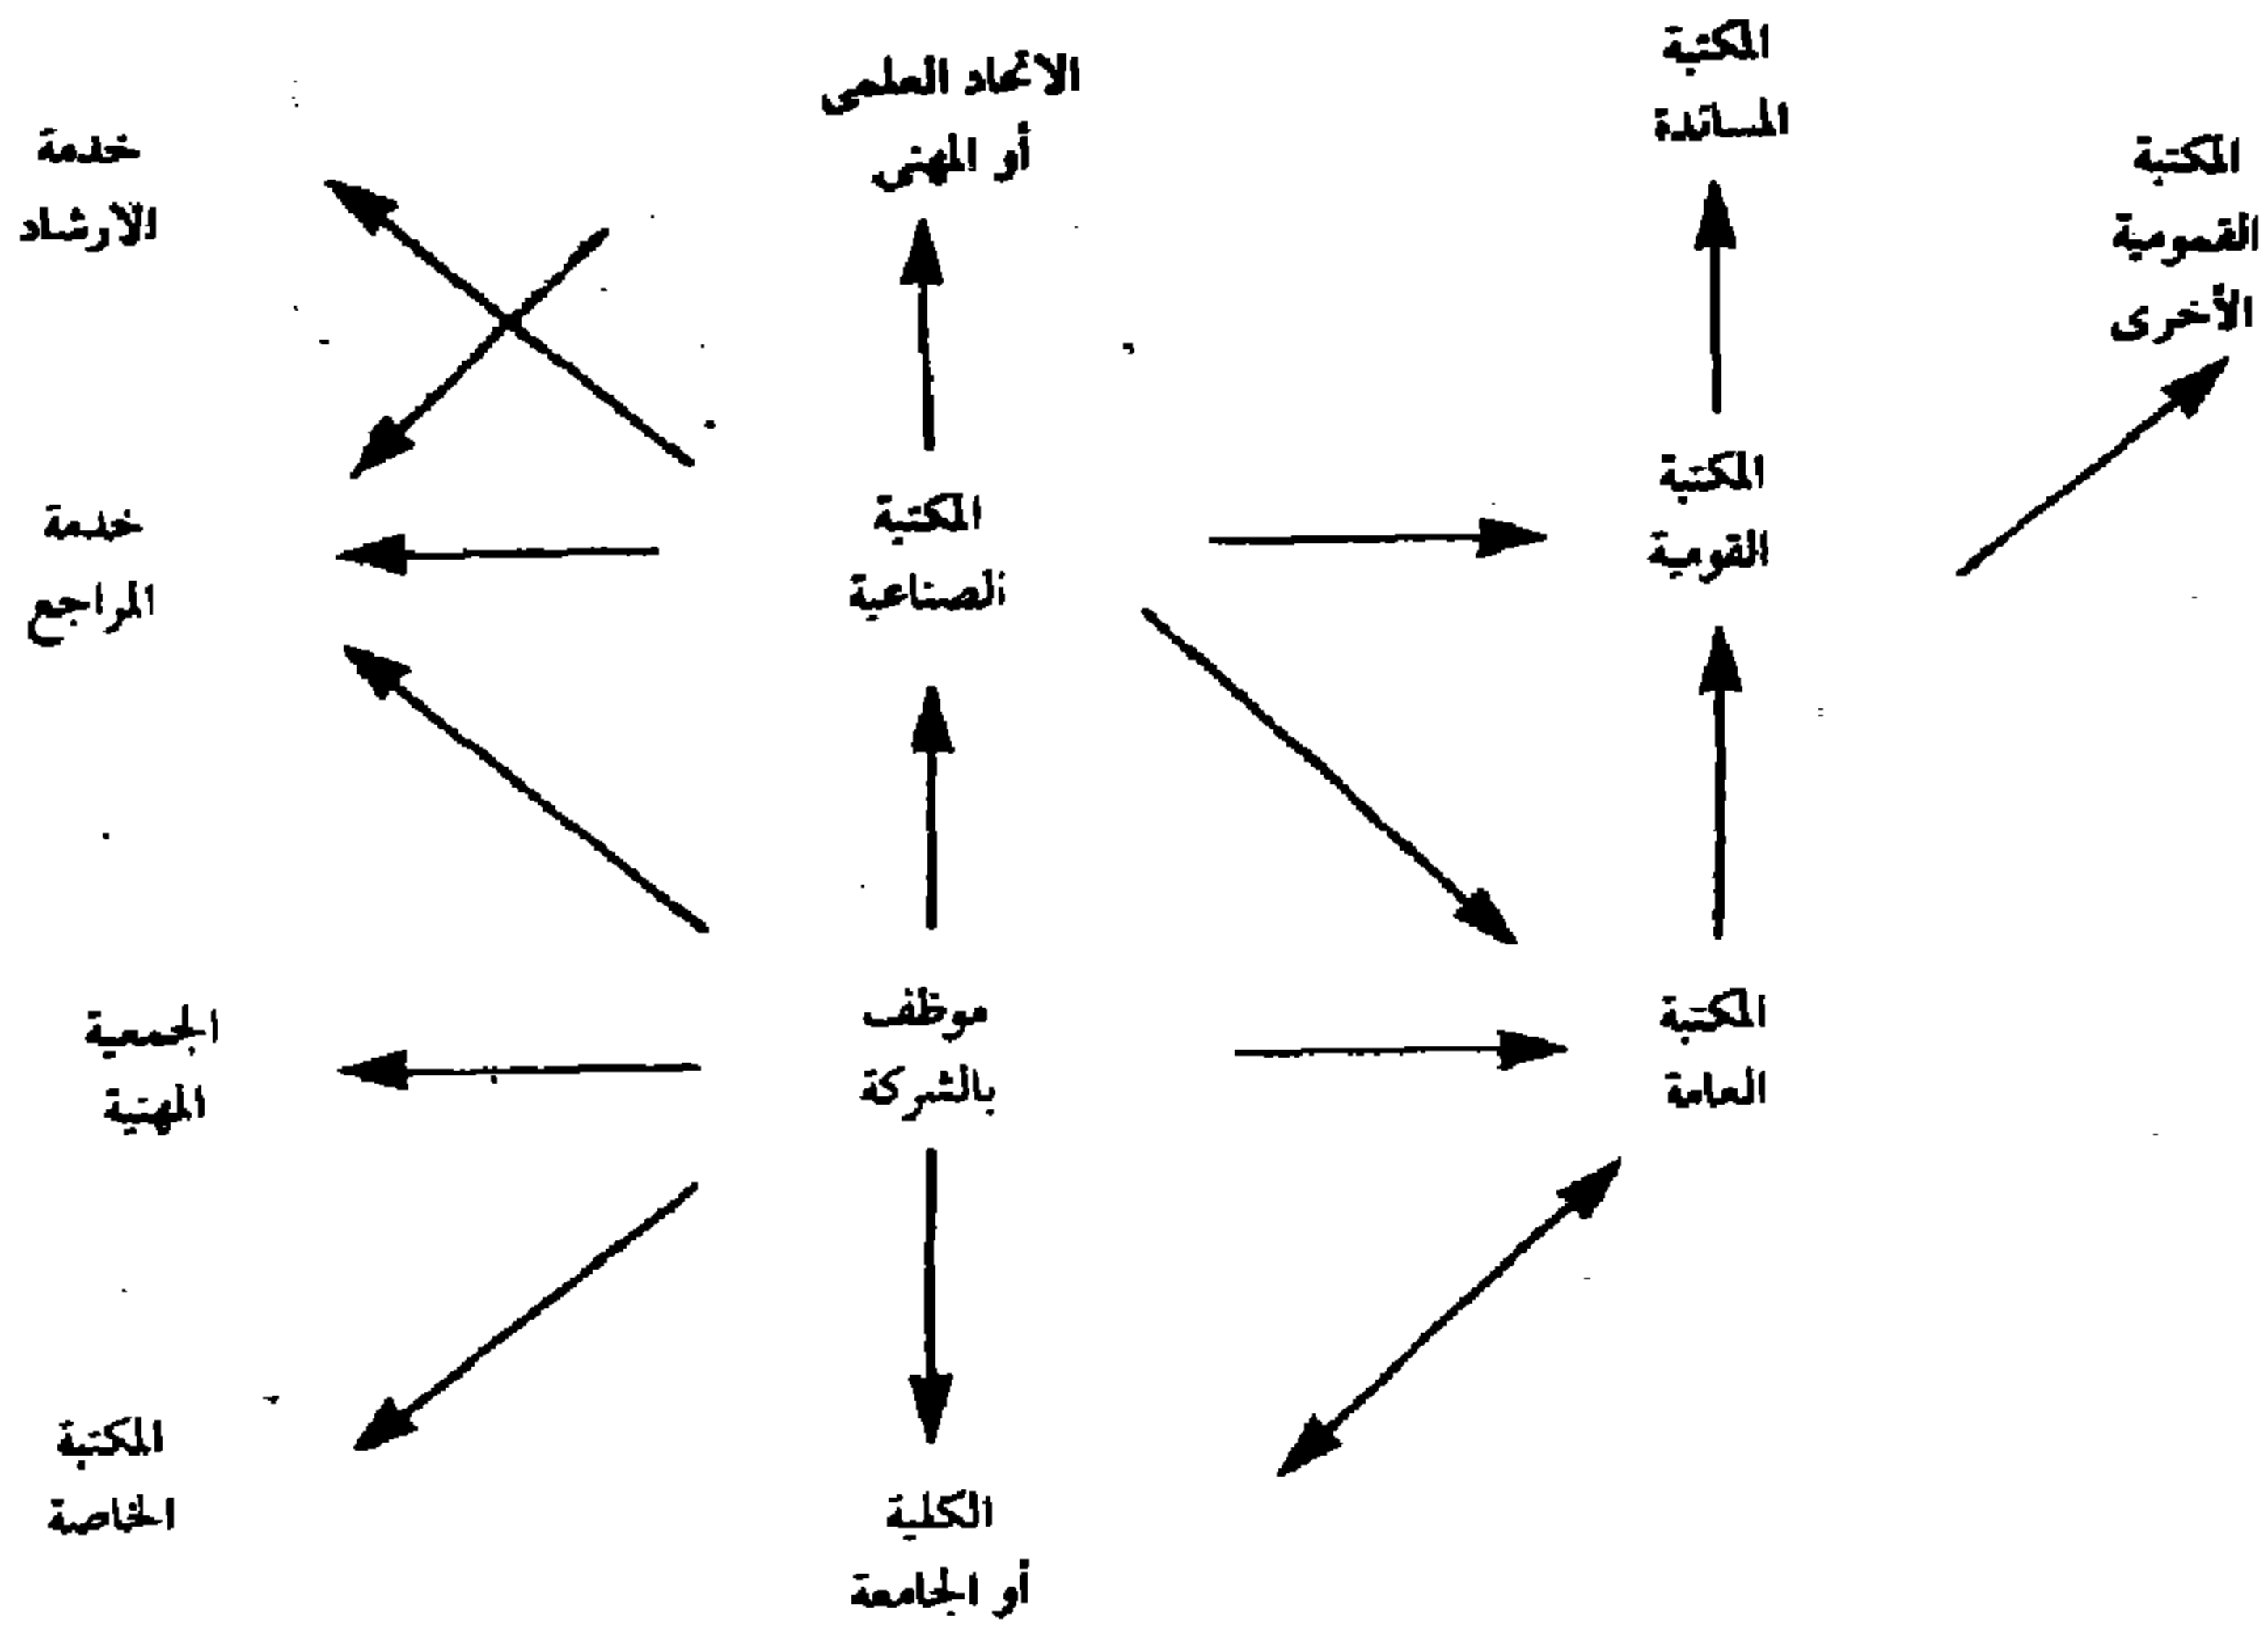 المكتبة
المساندة
المكتبة
القومية
الأخرى
الاتحاد العلمى
أو المهنى
خدمة
الارشاد
المكتبة
القومية
المكتبة
الصناعية
خدمة
المراجع
المكتبة
العامة
موظف
بالشركة
الجمعية
المهنية
الكلية
أو الجامعة
المكتبة
الخاصة